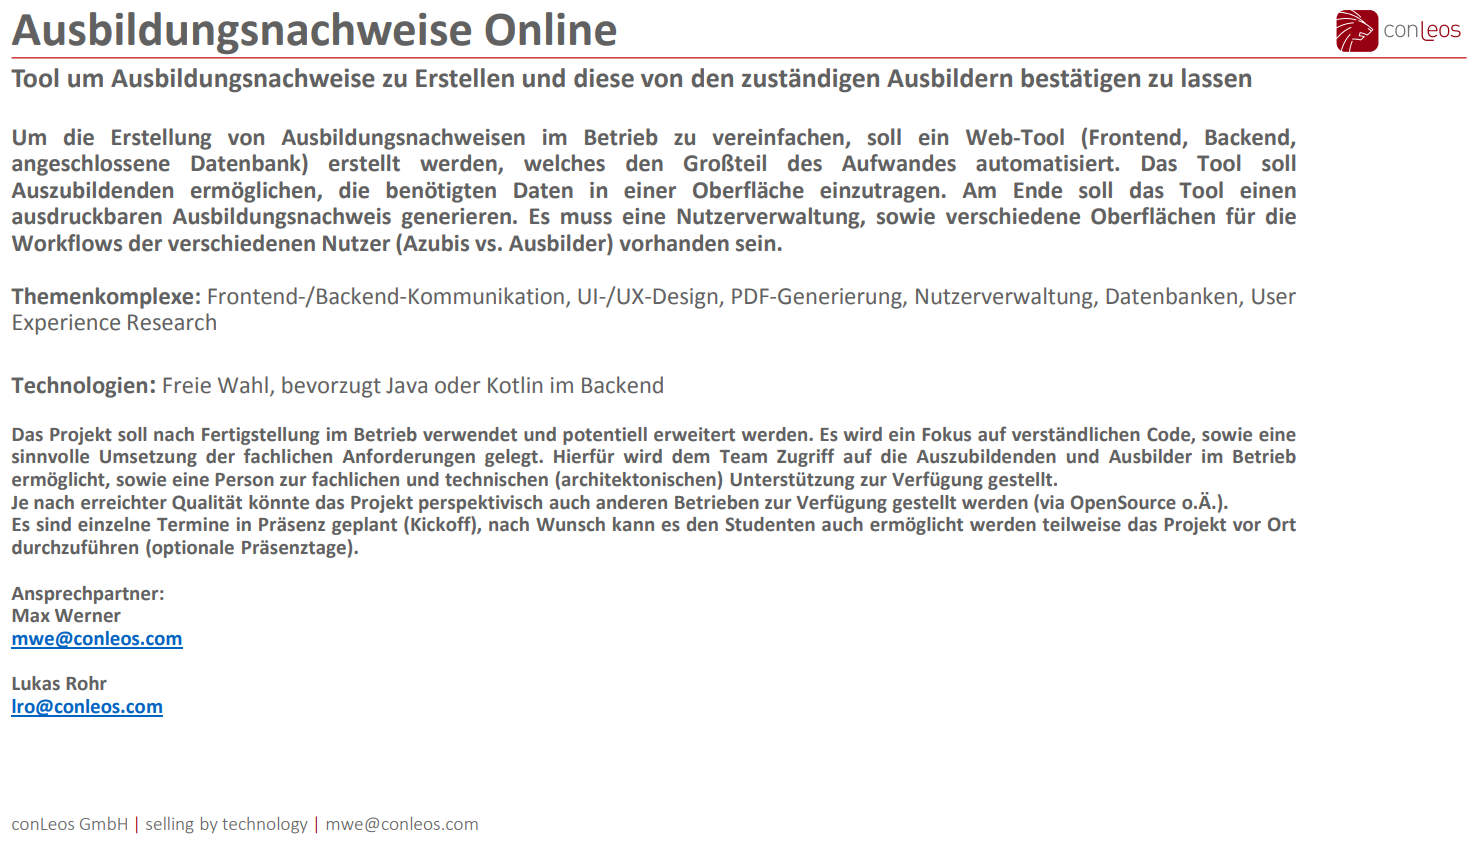 Ausbildungsnachweise Online
conLeos
Tool um Ausbildungsnachweise zu Erstellen und diese von den zuständigen Ausbildern bestätigen zu lassen
Um die Erstellung von Ausbildungsnachweisen im Betrieb zu vereinfachen, soll ein Web-Tool (Frontend, Backend,
angeschlossene Datenbank) erstellt werden, welches den Großteil des Aufwandes automatisiert. Das Tool soll
Auszubildenden ermöglichen, die benötigten Daten in einer Oberfläche einzutragen. Am Ende soll das Tool einen
ausdruckbaren Ausbildungsnachweis generieren. Es muss eine Nutzerverwaltung, sowie verschiedene Oberflächen für die
Workflows der verschiedenen Nutzer (Azubis vs. Ausbilder) vorhanden sein.
Themenkomplexe: Frontend-/Backend-Kommunikation, UI-/UX-Design, PDF-Generierung, Nutzerverwaltung, Datenbanken, User
Experience Research
Technologien: Freie Wahl, bevorzugt Java oder Kotlin im Backend
Das Projekt soll nach Fertigstellung im Betrieb verwendet und potentiell erweitert werden. Es wird ein Fokus auf verständlichen Code, sowie eine
sinnvolle Umsetzung der fachlichen Anforderungen gelegt. Hierfür wird dem Team Zugriff auf die Auszubildenden und Ausbilder im Betrieb
ermöglicht, sowie eine Person zur fachlichen und technischen (architektonischen) Unterstützung zur Verfügung gestellt.
Je nach erreichter Qualität könnte das Projekt perspektivisch auch anderen Betrieben zur Verfügung gestellt werden (via OpenSource o.Ä.).
Es sind einzelne Termine in Präsenz geplant (Kickoff), nach Wunsch kann es den Studenten auch ermöglicht werden teilweise das Projekt vor Ort
durchzuführen (optionale Präsenztage).
Ansprechpartner:
Max Werner
mwe@conleos.com
Lukas Rohr
lro@conleos.com
conLeos GmbH | selling by technology | mwe@conleos.com